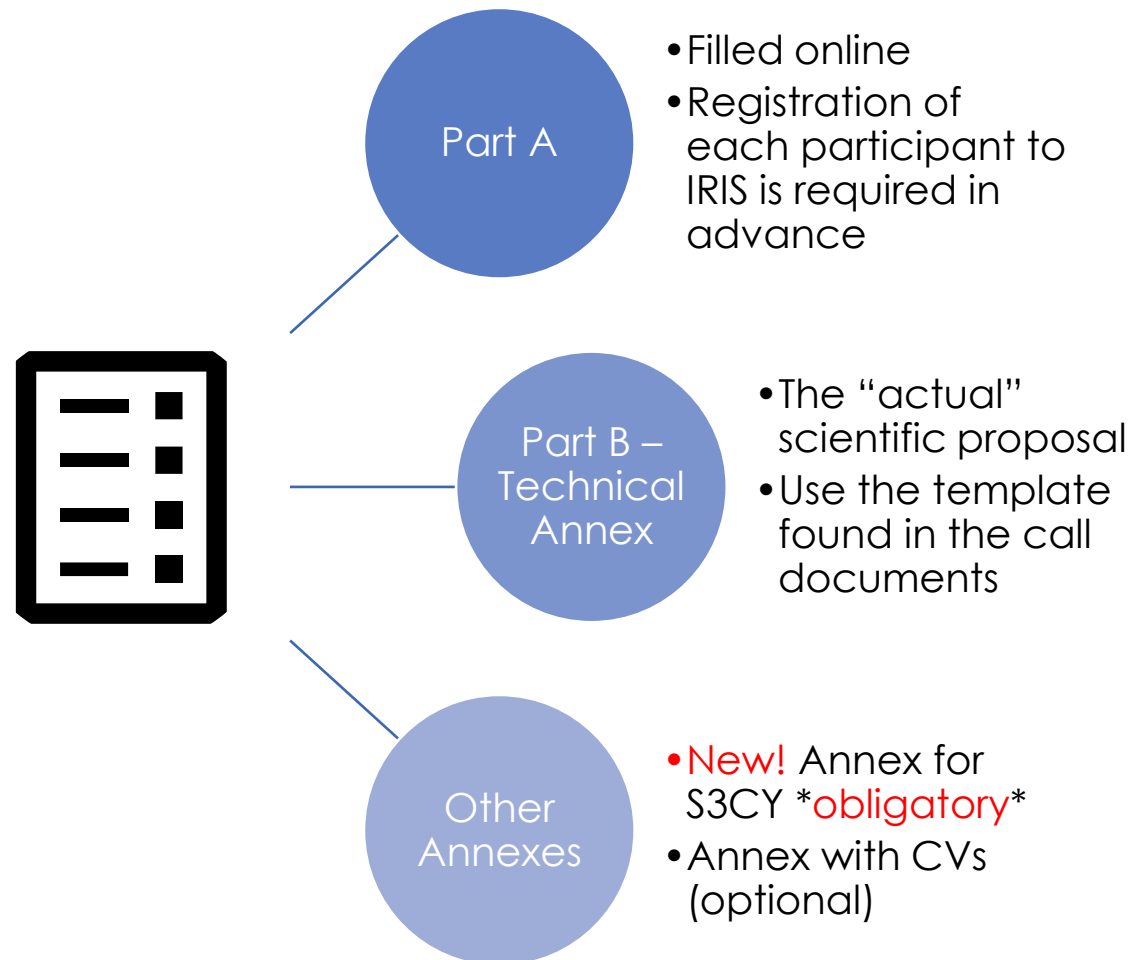 Part A
•Filled online
•Registration of
each participant to
IRIS is required in
advance
Part B –
Technical
Annex
•The “actual”
scientific proposal
•Use the template
found in the call
documents
Other
Annexes
•New! Annex for
S3CY *obligatory*
•Annex with CVs
(optional)